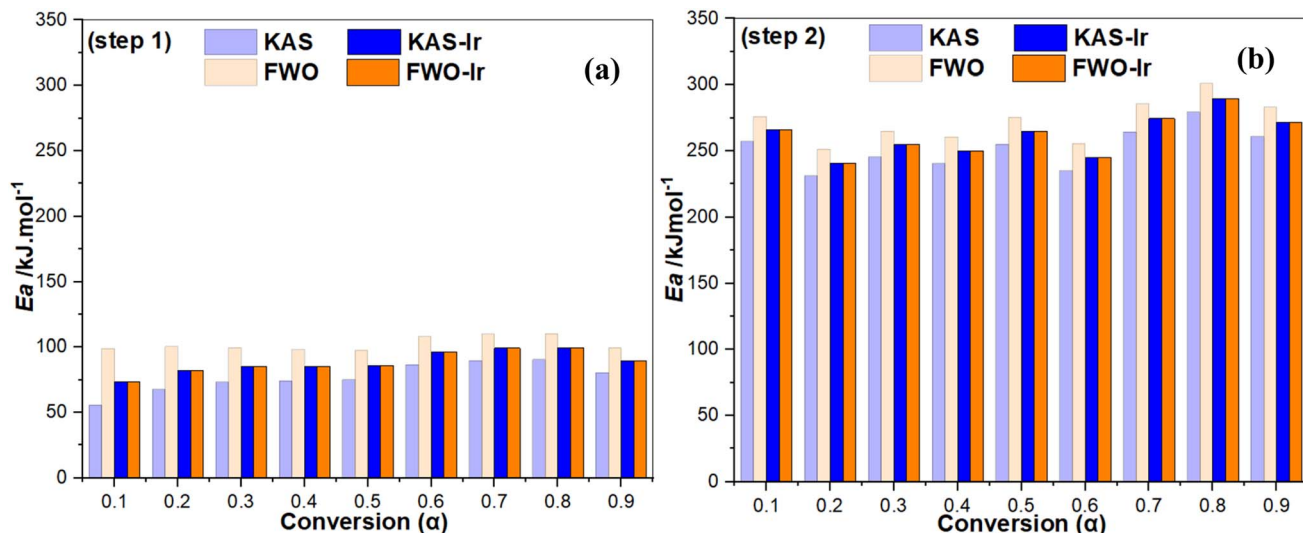 (step 1)
KAS
KAS-Ir
FWO
FWO-Ir
(a)
Ea /kJ.mol-1
350
300
250
200
150
100
50
0
0.1 0.2 0.3 0.4 0.5 0.6 0.7 0.8 0.9
Conversion (α)
(step 2)
KAS
KAS-Ir
FWO
FWO-Ir
(b)
Ea /kJmol-1
350
300
250
200
150
100
50
0
0.1 0.2 0.3 0.4 0.5 0.6 0.7 0.8 0.9
Conversion (α)